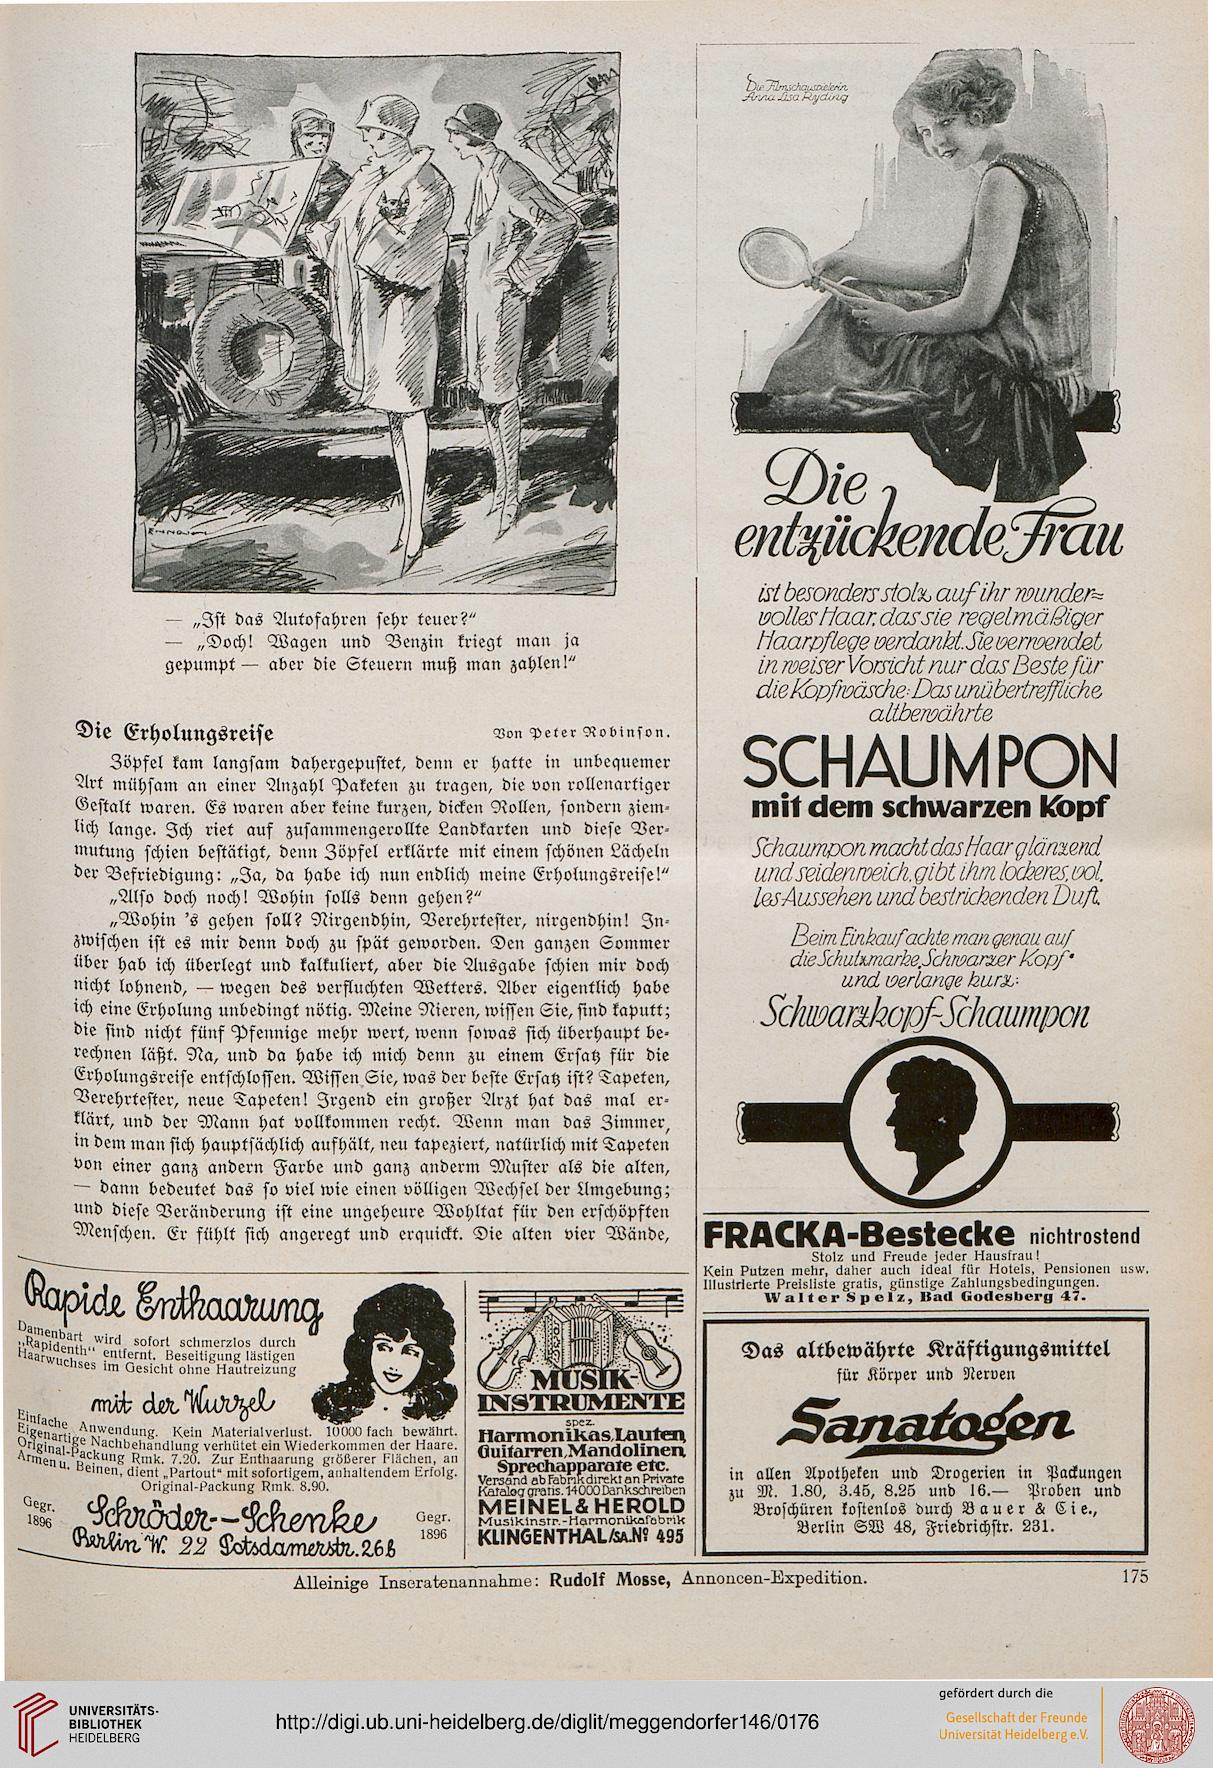 — „Ist das Autofahren sehr teuer?“
— „Doch! Wagen und Benzin kriegt man ja
gepumpt — aber die Steuern muß man zahlen!“
Die Erholungsreise
Von Peter Robinson.
Zöpfel kam langsam dahergepustet, denn er hatte in unbequemer
Art mühsam an einer Anzahl Paketen zu tragen, die von rollenartiger
Gestalt waren. Es waren aber keine kurzen, dicken Rollen, sondern ziem-
lich lange. Ich riet auf zusammengerollte Landkarten und diese Ver-
mutung schien bestätigt, denn Zöpfel erklärte mit einem schönen Lächeln
der Befriedigung: „Ja, da habe ich nun endlich meine Erholungsreise!“
„Also doch noch! Wohin solls denn gehen?“
„Wohin 's gehen soll? Nirgendhin, Verehrtester, nirgendhin! In-
zwischen ist es mir denn doch zu spät geworden. Den ganzen Sommer
über hab ich überlegt und kalkuliert, aber die Ausgabe schien mir doch
nicht lohnend, — wegen des verfluchten Wetters. Aber eigentlich habe
ich eine Erholung unbedingt nötig. Meine Nieren, wissen Sie, sind kaputt;
die sind nicht fünf Pfennige mehr wert, wenn sowas sich überhaupt be-
rechnen läßt. Na, und da habe ich mich denn zu einem Ersatz für die
Erholungsreise entschlossen. Wissen Sie, was der beste Ersatz ist? Tapeten,
Verehrtester, neue Tapeten! Irgend ein großer Arzt hat das mal er-
klärt, und der Mann hat vollkommen recht. Wenn man das Zimmer,
in dem man sich hauptsächlich aufhält, neu tapeziert, natürlich mit Tapeten
von einer ganz andern Farbe und ganz anderm Muster als die alten,
— dann bedeutet das so viel wie einen völligen Wechsel der Umgebung;
und diese Veränderung ist eine ungeheure Wohltat für den erschöpften
Menschen. Er fühlt sich angeregt und erquickt. Die alten vier Wände,
Die Filmschauspielerin
Anna Lisa Ryding
Die
entzückende Frau
ist besonders stolz auf ihr wunder=
volles Haar, das sie regelmäßiger
Haarpflege verdankt. Sie verwendet
in weiser Vorsicht nur das Beste für
die Kopfwäsche: Das unübertreffliche
altbewährte
SCHAUMPON
mit dem schwarzen Kopf
Schaumpon macht das Haar glänzend
und seidenweich, gibt ihm lockeres, vol.
les Aussehen und bestrickenden Duft.
Beim Einkauf achte man genau auf
die Schutzmarke „Schwarzer Kopf“
und verlange kurz:
Schwarzkopf-Schaumpon
FRACKA-Bestecke nichtrostend
Stolz und Freude jeder Hausfrau!
Kein Putzen mehr, daher auch ideal für Hotels, Pensionen usw.
Illustrierte Preisliste gratis, günstige Zahlungsbedingungen.
Walter Spelz, Bad Godesberg 47.
Rapide Enthaarung
Damenbart wird sofort schmerzlos durch
„Rapidenth“ entfernt. Beseitigung lästigen
Haarwuchses im Gesicht ohne Hautreizung
mit der Wurzel
Einfache Anwendung. Kein Materialverlust. 10000 fach bewährt.
Eigenartige Nachbehandlung verhütet ein Wiederkommen der Haare.
Original-Packung Rmk. 7.20. Zur Enthaarung größerer Flächen, an
Armen u. Beinen, dient „Partout“ mit sofortigem, anhaltendem Erfolg.
Original-Packung Rmk. 8.90.
Gegr.
1896
Schröder-Schenke
Gegr.
1896
Berlin W. 22 Potsdamerstr. 26 B
MUSIK-
INSTRUMENTE
spez.
Harmonikas, Lauten,
Guitarren, Mandolinen,
Sprechapparate etc.
Versand ab Fabrik direkt an Private
Katalog gratis. 14000 Dankschreiben
MEINEL & HEROLD
Musikinstr.-Harmonikafabrik
KLINGENTHAL /SA. Nº 495
Das altbewährte Kräftigungsmittel
für Körper und Nerven
Sanatogen
in allen Apotheken und Drogerien in Packungen
zu M. 1.80, 3.45, 8.25 und 16.— Proben und
Broschüren kostenlos durch Bauer & Cie.,
Berlin SW 48, Friedrichstr. 231.
Alleinige Inseratenannahme: Rudolf Mosse, Annoncen-Expedition.
175
UNIVERSITÄTS-
BIBLIOTHEK
HEIDELBERG
http://digi.ub.uni-heidelberg.de/diglit/meggendorfer146/0176
gefördert durch die
Gesellschaft der Freunde
Universität Heidelberg e.V.